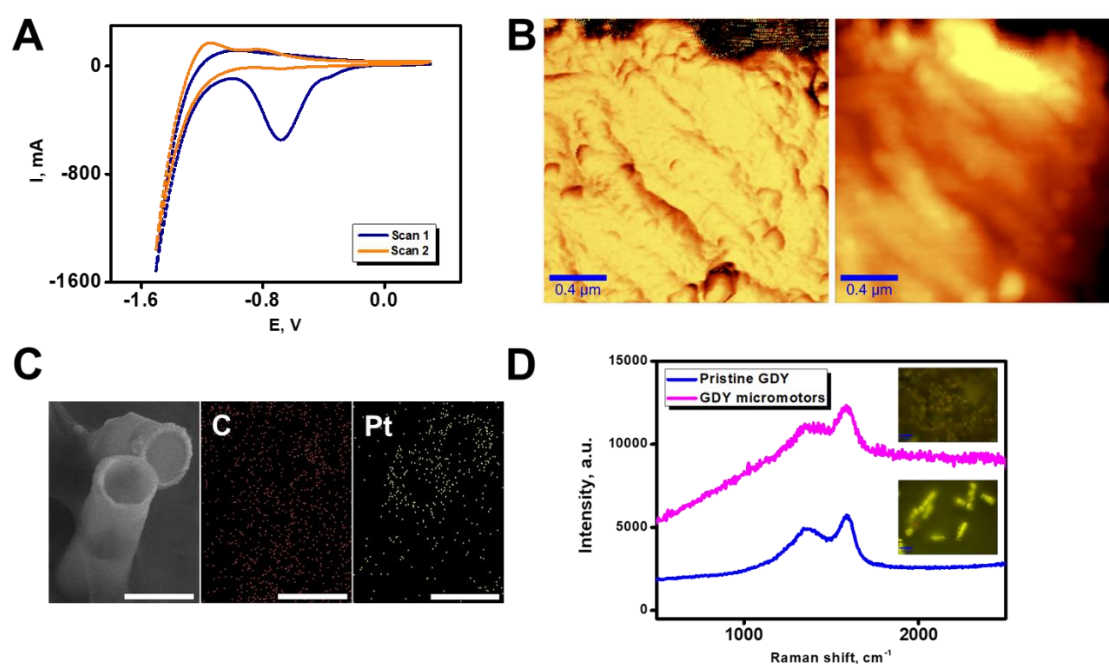 A
0
-800
-1600
I, mA
-1.6
-0.8
0.0
E, V
Scan 1
Scan 2
B
0.4 µm
0.4 µm
C
C
Pt
D
15000
10000
5000
0
Intensity, a.u.
Pristine GDY
GDY micromotors
1000
2000
Raman shift, cm⁻¹